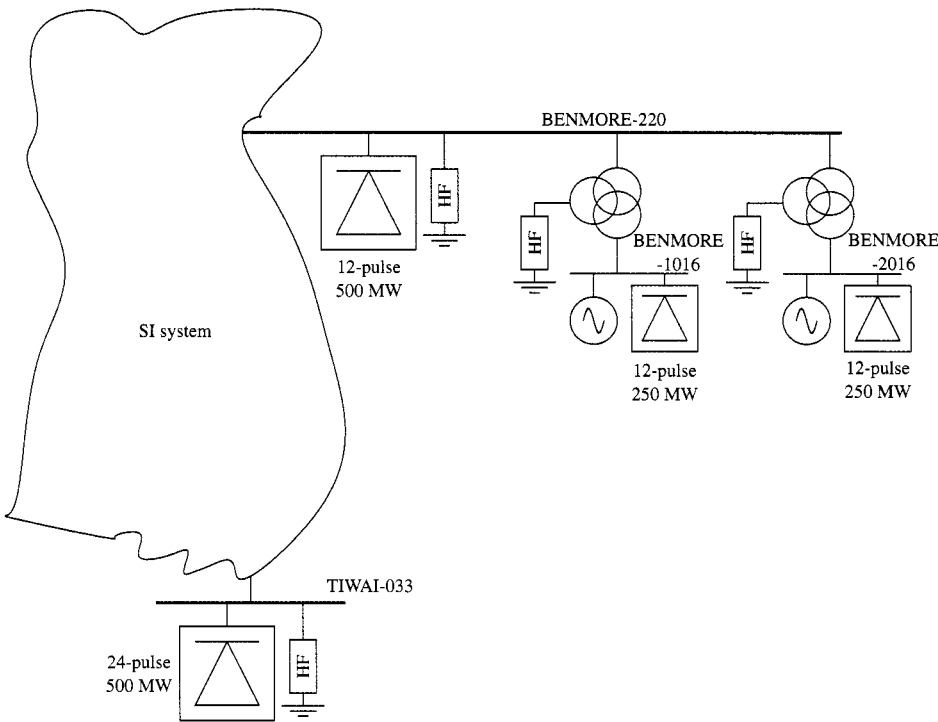 BENMORE-220
HF
12-pulse
500 MW
HF
BENMORE
-1016
12-pulse
250 MW
HF
BENMORE
-2016
12-pulse
250 MW
SI system
TIWAI-033
24-pulse
500 MW
HF